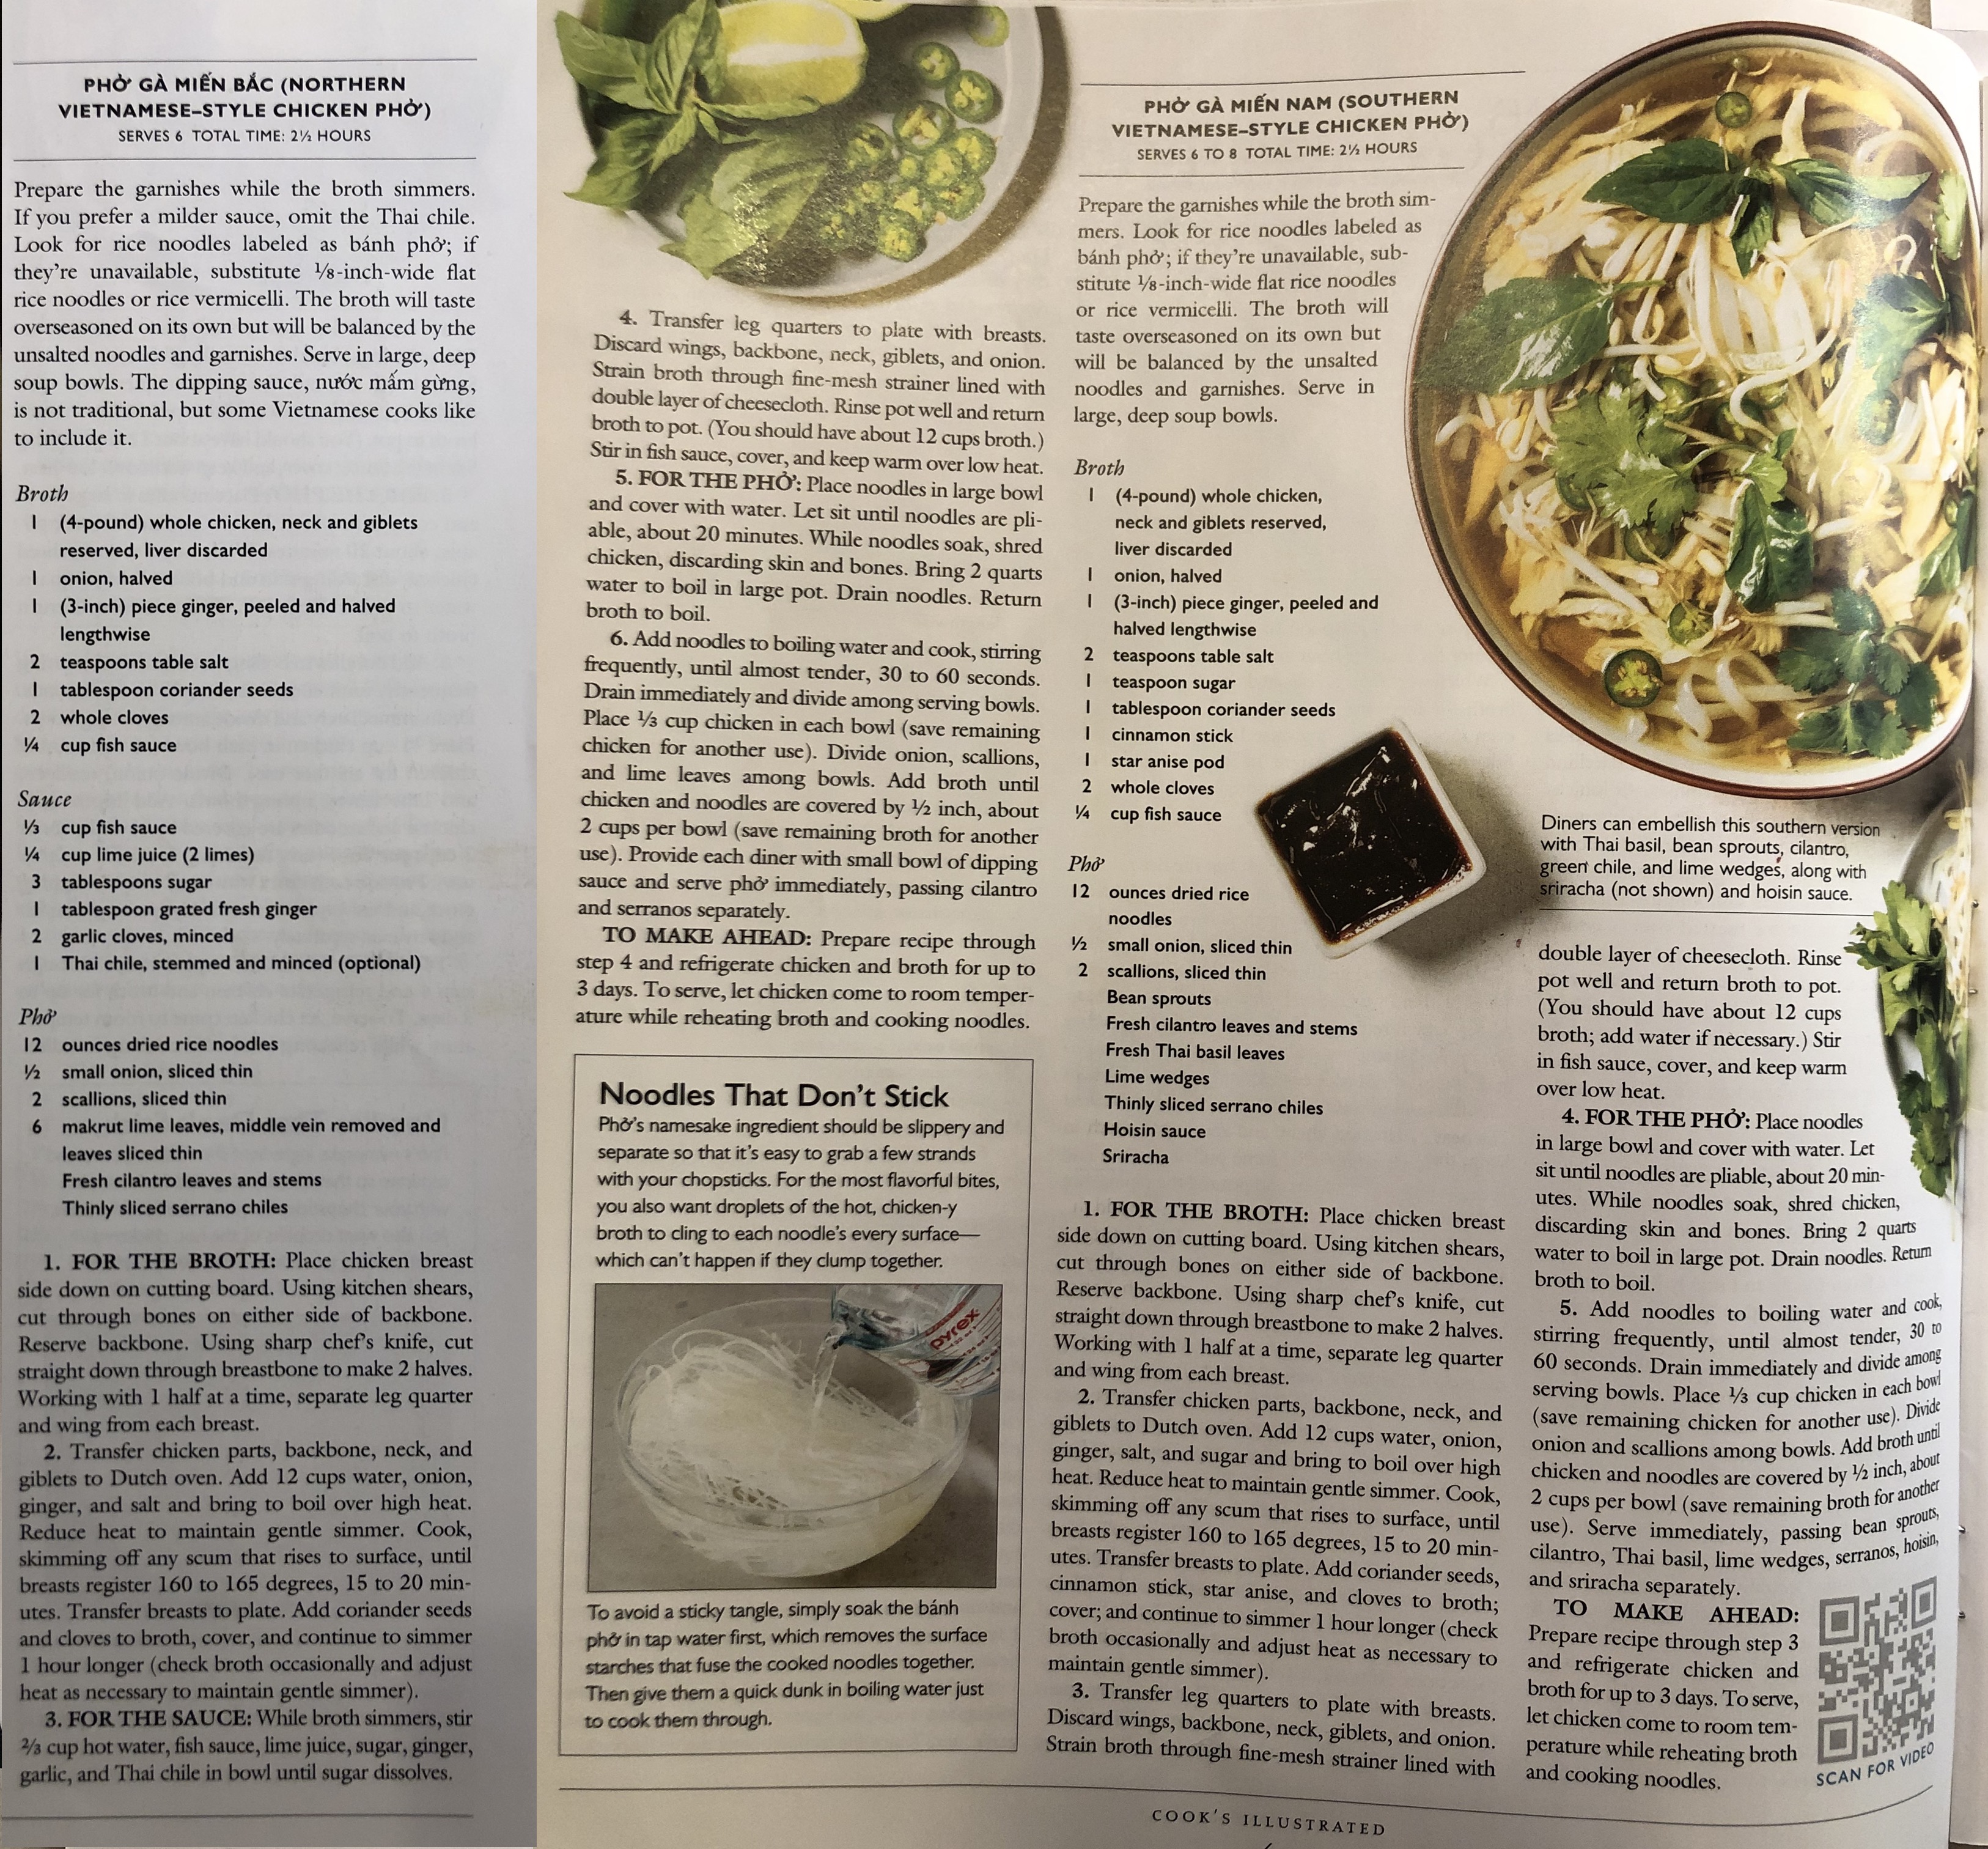 PHỞ GÀ MIẾN BẮC (NORTHERN
VIETNAMESE–STYLE CHICKEN PHỞ)
SERVES 6 TOTAL TIME: 2½ HOURS
Prepare the garnishes while the broth simmers.
If you prefer a milder sauce, omit the Thai chile.
Look for rice noodles labeled as bánh phở; if
they're unavailable, substitute ⅛-inch-wide flat
rice noodles or rice vermicelli. The broth will taste
overseasoned on its own but will be balanced by the
unsalted noodles and garnishes. Serve in large, deep
soup bowls. The dipping sauce, nước mắm gừng,
is not traditional, but some Vietnamese cooks like
to include it.
Broth
1 (4-pound) whole chicken, neck and giblets
reserved, liver discarded
1 onion, halved
1 (3-inch) piece ginger, peeled and halved
lengthwise
2 teaspoons table salt
1 tablespoon coriander seeds
2 whole cloves
¼ cup fish sauce
Sauce
⅓ cup fish sauce
¼ cup lime juice (2 limes)
3 tablespoons sugar
1 tablespoon grated fresh ginger
2 garlic cloves, minced
1 Thai chile, stemmed and minced (optional)
Phở
12 ounces dried rice noodles
½ small onion, sliced thin
2 scallions, sliced thin
6 makrut lime leaves, middle vein removed and
leaves sliced thin
Fresh cilantro leaves and stems
Thinly sliced serrano chiles
1. FOR THE BROTH: Place chicken breast
side down on cutting board. Using kitchen shears,
cut through bones on either side of backbone.
Reserve backbone. Using sharp chef's knife, cut
straight down through breastbone to make 2 halves.
Working with 1 half at a time, separate leg quarter
and wing from each breast.
2. Transfer chicken parts, backbone, neck, and
giblets to Dutch oven. Add 12 cups water, onion,
ginger, and salt and bring to boil over high heat.
Reduce heat to maintain gentle simmer. Cook,
skimming off any scum that rises to surface, until
breasts register 160 to 165 degrees, 15 to 20 min-
utes. Transfer breasts to plate. Add coriander seeds
and cloves to broth, cover, and continue to simmer
1 hour longer (check broth occasionally and adjust
heat as necessary to maintain gentle simmer).
3. FOR THE SAUCE: While broth simmers, stir
⅔ cup hot water, fish sauce, lime juice, sugar, ginger,
garlic, and Thai chile in bowl until sugar dissolves.
4. Transfer leg quarters to plate with breasts.
Discard wings, backbone, neck, giblets, and onion.
Strain broth through fine-mesh strainer lined with
double layer of cheesecloth. Rinse pot well and return
broth to pot. (You should have about 12 cups broth.)
Stir in fish sauce, cover, and keep warm over low heat.
5. FOR THE PHỞ: Place noodles in large bowl
and cover with water. Let sit until noodles are pli-
able, about 20 minutes. While noodles soak, shred
chicken, discarding skin and bones. Bring 2 quarts
water to boil in large pot. Drain noodles. Return
broth to boil.
6. Add noodles to boiling water and cook, stirring
frequently, until almost tender, 30 to 60 seconds.
Drain immediately and divide among serving bowls.
Place ⅓ cup chicken in each bowl (save remaining
chicken for another use). Divide onion, scallions,
and lime leaves among bowls. Add broth until
chicken and noodles are covered by ½ inch, about
2 cups per bowl (save remaining broth for another
use). Provide each diner with small bowl of dipping
sauce and serve phở immediately, passing cilantro
and serranos separately.
TO MAKE AHEAD: Prepare recipe through
step 4 and refrigerate chicken and broth for up to
3 days. To serve, let chicken come to room temper-
ature while reheating broth and cooking noodles.
Noodles That Don't Stick
Phở's namesake ingredient should be slippery and
separate so that it's easy to grab a few strands
with your chopsticks. For the most flavorful bites,
you also want droplets of the hot, chicken-y
broth to cling to each noodle's every surface—
which can't happen if they clump together.
pyrex
To avoid a sticky tangle, simply soak the bánh
phở in tap water first, which removes the surface
starches that fuse the cooked noodles together.
Then give them a quick dunk in boiling water just
to cook them through.
PHỞ GÀ MIẾN NAM (SOUTHERN
VIETNAMESE–STYLE CHICKEN PHỞ)
SERVES 6 TO 8 TOTAL TIME: 2½ HOURS
Prepare the garnishes while the broth sim-
mers. Look for rice noodles labeled as
bánh phở; if they're unavailable, sub-
stitute ⅛-inch-wide flat rice noodles
or rice vermicelli. The broth will
taste overseasoned on its own but
will be balanced by the unsalted
noodles and garnishes. Serve in
large, deep soup bowls.
Broth
1 (4-pound) whole chicken,
neck and giblets reserved,
liver discarded
1 onion, halved
1 (3-inch) piece ginger, peeled and
halved lengthwise
2 teaspoons table salt
1 teaspoon sugar
1 tablespoon coriander seeds
1 cinnamon stick
1 star anise pod
2 whole cloves
¼ cup fish sauce
Phở
12 ounces dried rice
noodles
½ small onion, sliced thin
2 scallions, sliced thin
Bean sprouts
Fresh cilantro leaves and stems
Fresh Thai basil leaves
Lime wedges
Thinly sliced serrano chiles
Hoisin sauce
Sriracha
1. FOR THE BROTH: Place chicken breast
side down on cutting board. Using kitchen shears,
cut through bones on either side of backbone.
Reserve backbone. Using sharp chef's knife, cut
straight down through breastbone to make 2 halves.
Working with 1 half at a time, separate leg quarter
and wing from each breast.
2. Transfer chicken parts, backbone, neck, and
giblets to Dutch oven. Add 12 cups water, onion,
ginger, salt, and sugar and bring to boil over high
heat. Reduce heat to maintain gentle simmer. Cook,
skimming off any scum that rises to surface, until
breasts register 160 to 165 degrees, 15 to 20 min-
utes. Transfer breasts to plate. Add coriander seeds,
cinnamon stick, star anise, and cloves to broth;
cover; and continue to simmer 1 hour longer (check
broth occasionally and adjust heat as necessary to
maintain gentle simmer).
3. Transfer leg quarters to plate with breasts.
Discard wings, backbone, neck, giblets, and onion.
Strain broth through fine-mesh strainer lined with
Diners can embellish this southern version
with Thai basil, bean sprouts, cilantro,
green chile, and lime wedges, along with
sriracha (not shown) and hoisin sauce.
double layer of cheesecloth. Rinse
pot well and return broth to pot.
(You should have about 12 cups
broth; add water if necessary.) Stir
in fish sauce, cover, and keep warm
over low heat.
4. FOR THE PHỞ: Place noodles
in large bowl and cover with water. Let
sit until noodles are pliable, about 20 min-
utes. While noodles soak, shred chicken,
discarding skin and bones. Bring 2 quarts
water to boil in large pot. Drain noodles. Return
broth to boil.
5. Add noodles to boiling water and cook,
stirring frequently, until almost tender, 30 to
60 seconds. Drain immediately and divide among
serving bowls. Place ⅓ cup chicken in each bowl
(save remaining chicken for another use). Divide
onion and scallions among bowls. Add broth until
chicken and noodles are covered by ½ inch, about
2 cups per bowl (save remaining broth for another
use). Serve immediately, passing bean sprouts,
cilantro, Thai basil, lime wedges, serranos, hoisin,
and sriracha separately.
TO MAKE AHEAD:
Prepare recipe through step 3
and refrigerate chicken and
broth for up to 3 days. To serve,
let chicken come to room tem-
perature while reheating broth
and cooking noodles.
SCAN FOR VIDEO
COOK'S ILLUSTRATED